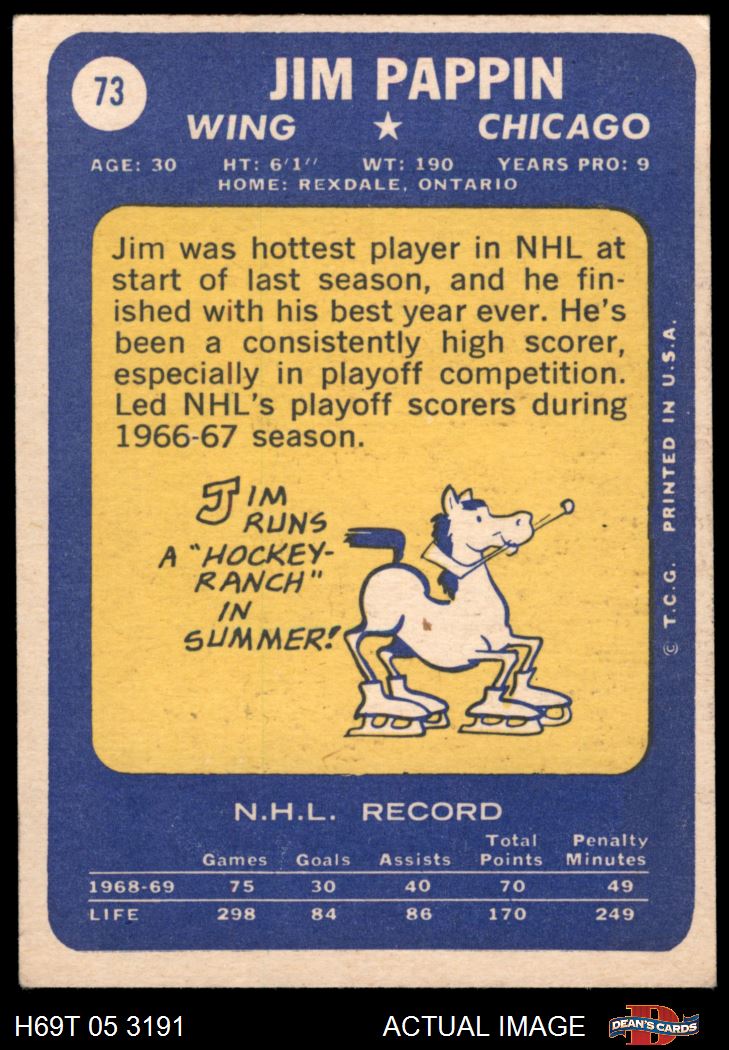 73
JIM PAPPIN
WING ★ CHICAGO
AGE: 30 HT: 6'1" WT: 190 YEARS PRO: 9
HOME: REXDALE, ONTARIO
Jim was hottest player in NHL at
start of last season, and he fin-
ished with his best year ever. He's
been a consistently high scorer,
especially in playoff competition.
Led NHL's playoff scorers during
1966-67 season.
JIM
RUNS
A "HOCKEY-
RANCH"
IN
SUMMER!
© T.C.G. PRINTED IN U.S.A.
N.H.L. RECORD
Total Penalty
Games Goals Assists Points Minutes
1968-69 75 30 40 70 49
LIFE 298 84 86 170 249
H69T 05 3191 ACTUAL IMAGE
D
DEAN'S CARDS